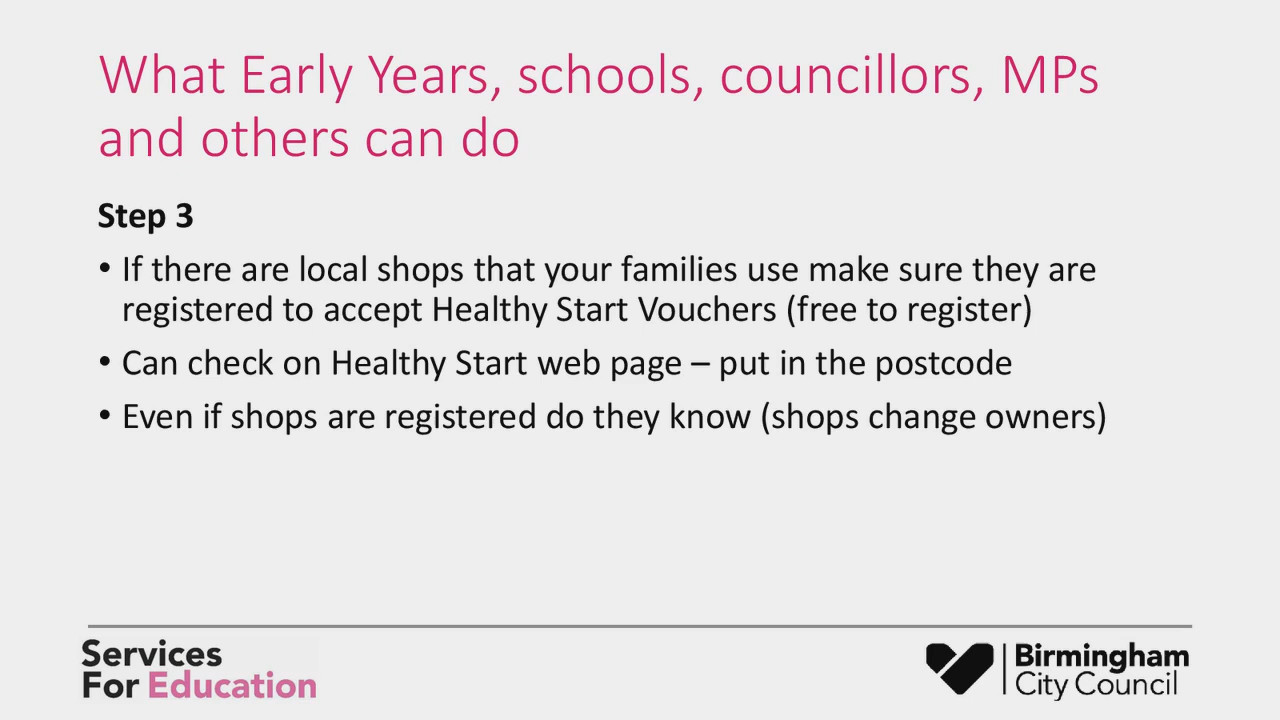 What Early Years, schools, councillors, MPs
and others can do
Step 3
• If there are local shops that your families use make sure they are
registered to accept Healthy Start Vouchers (free to register)
• Can check on Healthy Start web page – put in the postcode
• Even if shops are registered do they know (shops change owners)
Services
For Education
Birmingham
City Council